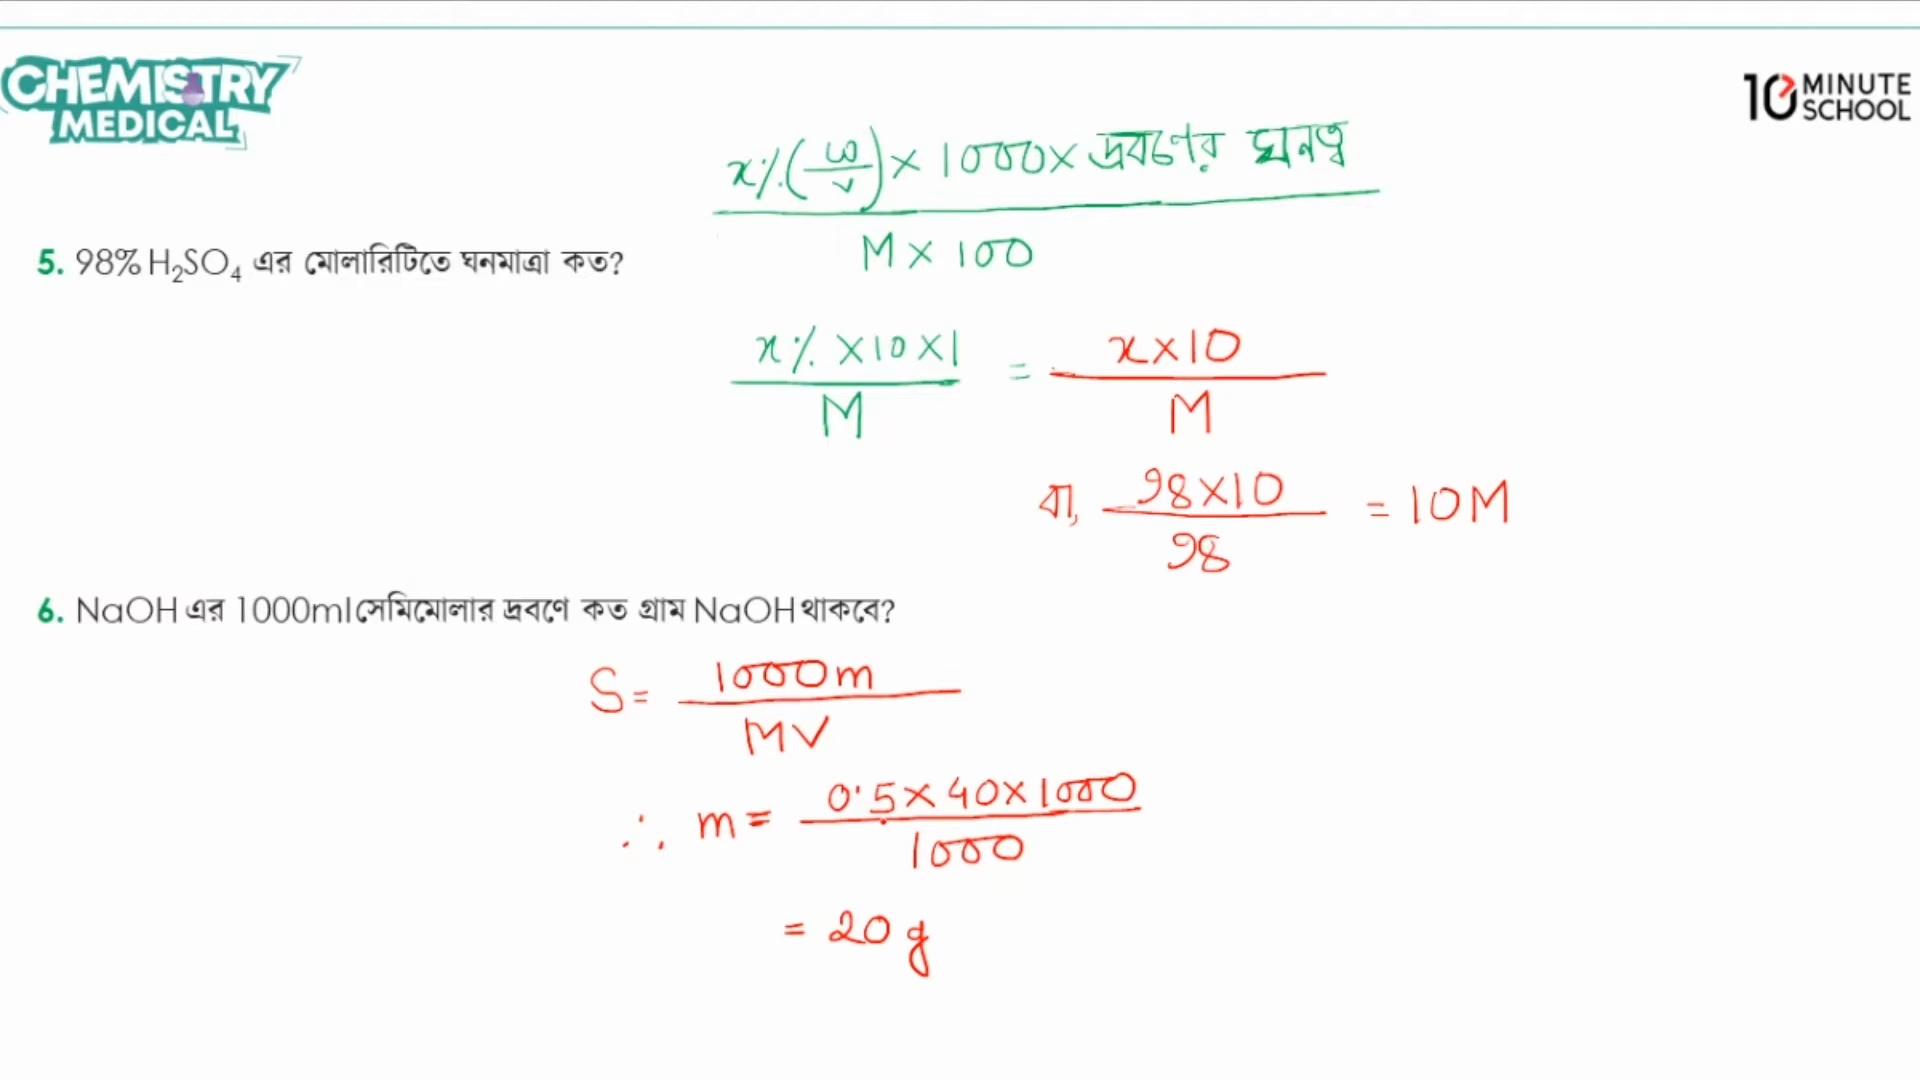 CHEMISTRY
MEDICAL
10 MINUTE
SCHOOL
x%(w/v) × 1000 × দ্রবণের ঘনত্ব
M × 100
5. 98% H₂SO₄ এর মোলারিটিতে ঘনমাত্রা কত?
x% × 10 × 1 / M = x × 10 / M
বা, 98 × 10 / 98 = 10M
6. NaOH এর 1000ml সেমিমোলার দ্রবণে কত গ্রাম NaOH থাকবে?
S = 1000m / MV
∴ m = 0.5 × 40 × 1000 / 1000
= 20 g